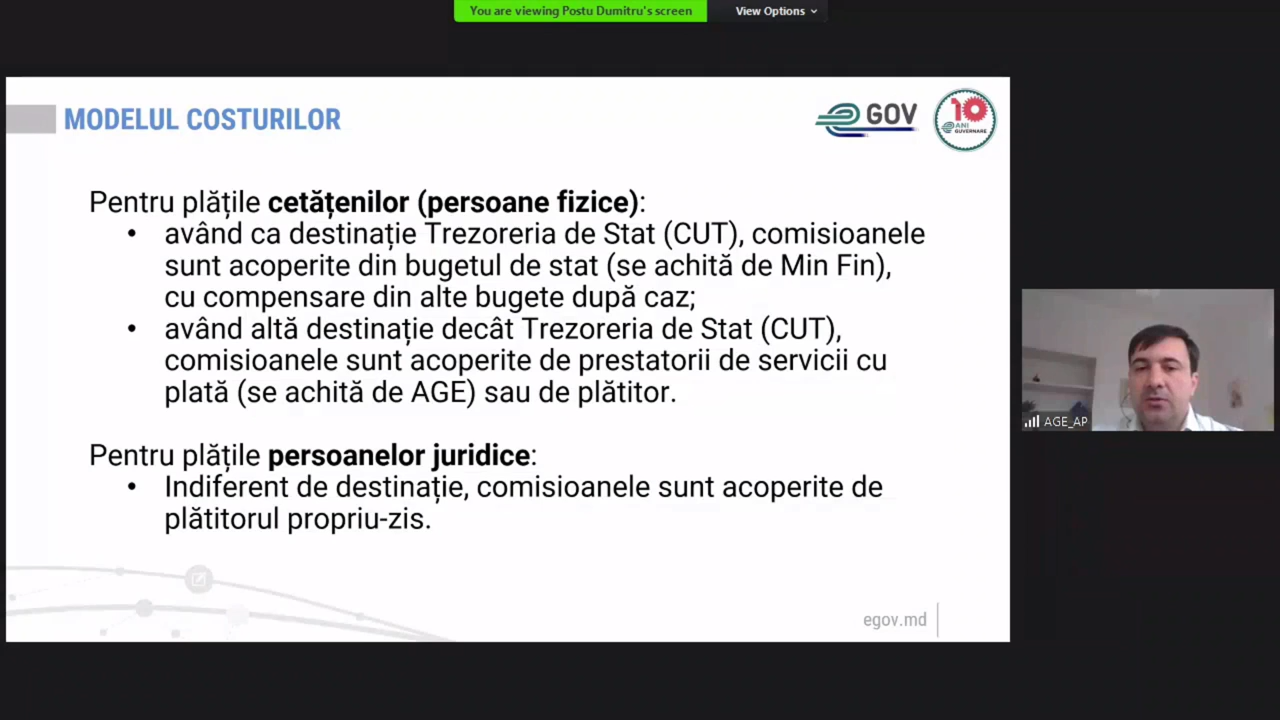 You are viewing Postu Dumitru's screen
View Options
MODELUL COSTURILOR
GOV
10
ANI
GUVERNARE
Pentru plățile cetățenilor (persoane fizice):
• având ca destinație Trezoreria de Stat (CUT), comisioanele
sunt acoperite din bugetul de stat (se achită de Min Fin),
cu compensare din alte bugete după caz;
• având altă destinație decât Trezoreria de Stat (CUT),
comisioanele sunt acoperite de prestatorii de servicii cu
plată (se achită de AGE) sau de plătitor.
Pentru plățile persoanelor juridice:
• Indiferent de destinație, comisioanele sunt acoperite de
plătitorul propriu-zis.
egov.md
AGE_AP